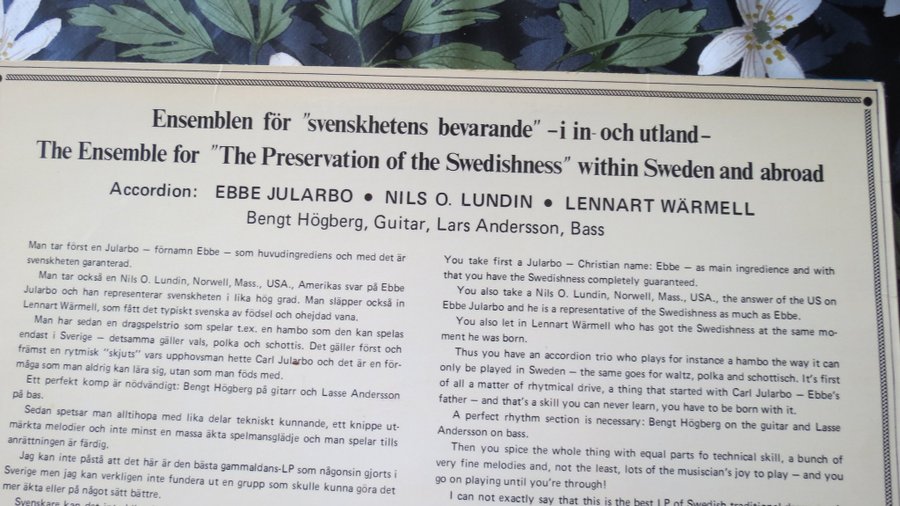 Ensemblen för "svenskhetens bevarande" –i in- och utland–
The Ensemble for "The Preservation of the Swedishness" within Sweden and abroad
Accordion: EBBE JULARBO ● NILS O. LUNDIN ● LENNART WÄRMELL
Bengt Högberg, Guitar, Lars Andersson, Bass
Man tar först en Jularbo – förnamn Ebbe – som huvudingrediens och med det är
svenskheten garanterad.
Man tar också en Nils O. Lundin, Norwell, Mass., USA., Amerikas svar på Ebbe
Jularbo och han representerar svenskheten i lika hög grad. Man släpper också in
Lennart Wärmell, som fått det typiskt svenska av födsel och ohejdad vana.
Man har sedan en dragspelstrio som spelar t.ex. en hambo som den kan spelas
endast i Sverige – detsamma gäller vals, polka och schottis. Det gäller först och
främst en rytmisk "skjuts" vars upphovsman hette Carl Jularbo och det är en för-
måga som man aldrig kan lära sig, utan som man föds med.
Ett perfekt komp är nödvändigt: Bengt Högberg på gitarr och Lasse Andersson
på bas.
Sedan spetsar man alltihopa med lika delar tekniskt kunnande, ett knippe ut-
märkta melodier och inte minst en massa äkta spelmansglädje och man spelar tills
anrättningen är färdig.
Jag kan inte påstå att det här är den bästa gammaldans-LP som någonsin gjorts i
Sverige men jag kan verkligen inte fundera ut en grupp som skulle kunna göra det
mer äkta eller på något sätt bättre.
Svenskare kan det inte
You take first a Jularbo – Christian name: Ebbe – as main ingredience and with
that you have the Swedishness completely guaranteed.
You also take a Nils O. Lundin, Norwell, Mass., USA., the answer of the US on
Ebbe Jularbo and he is a representative of the Swedishness as much as Ebbe.
You also let in Lennart Wärmell who has got the Swedishness at the same mo-
ment he was born.
Thus you have an accordion trio who plays for instance a hambo the way it can
only be played in Sweden – the same goes for waltz, polka and schottisch. It's first
of all a matter of rhytmical drive, a thing that started with Carl Jularbo – Ebbe's
father – and that's a skill you can never learn, you have to be born with it.
A perfect rhythm section is necessary: Bengt Högberg on the guitar and Lasse
Andersson on bass.
Then you spice the whole thing with equal parts fo technical skill, a bunch of
very fine melodies and, not the least, lots of the musician's joy to play – and you
go on playing until you're through!
I can not exactly say that this is the best LP of Swedish traditional